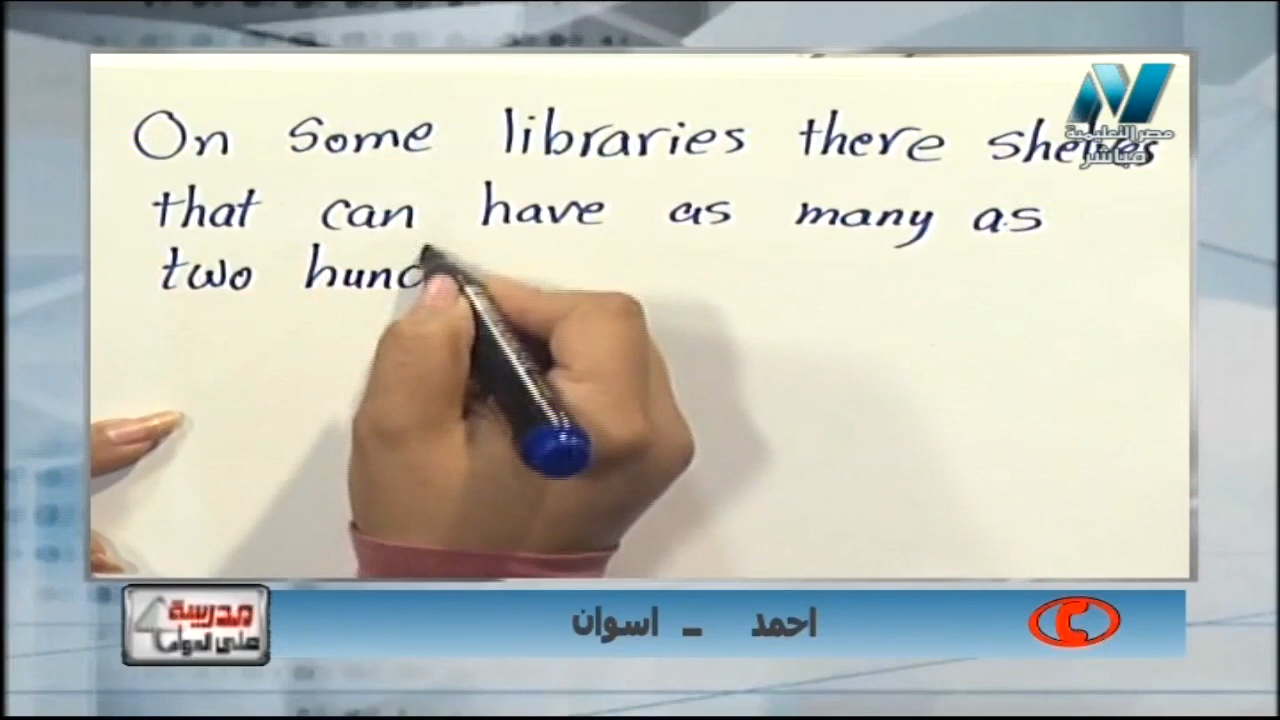 On some libraries there shelves
that can have as many as
two hund
مصر التعليمية
مباشر
مدرسة
على الهواء
احمد - اسوان